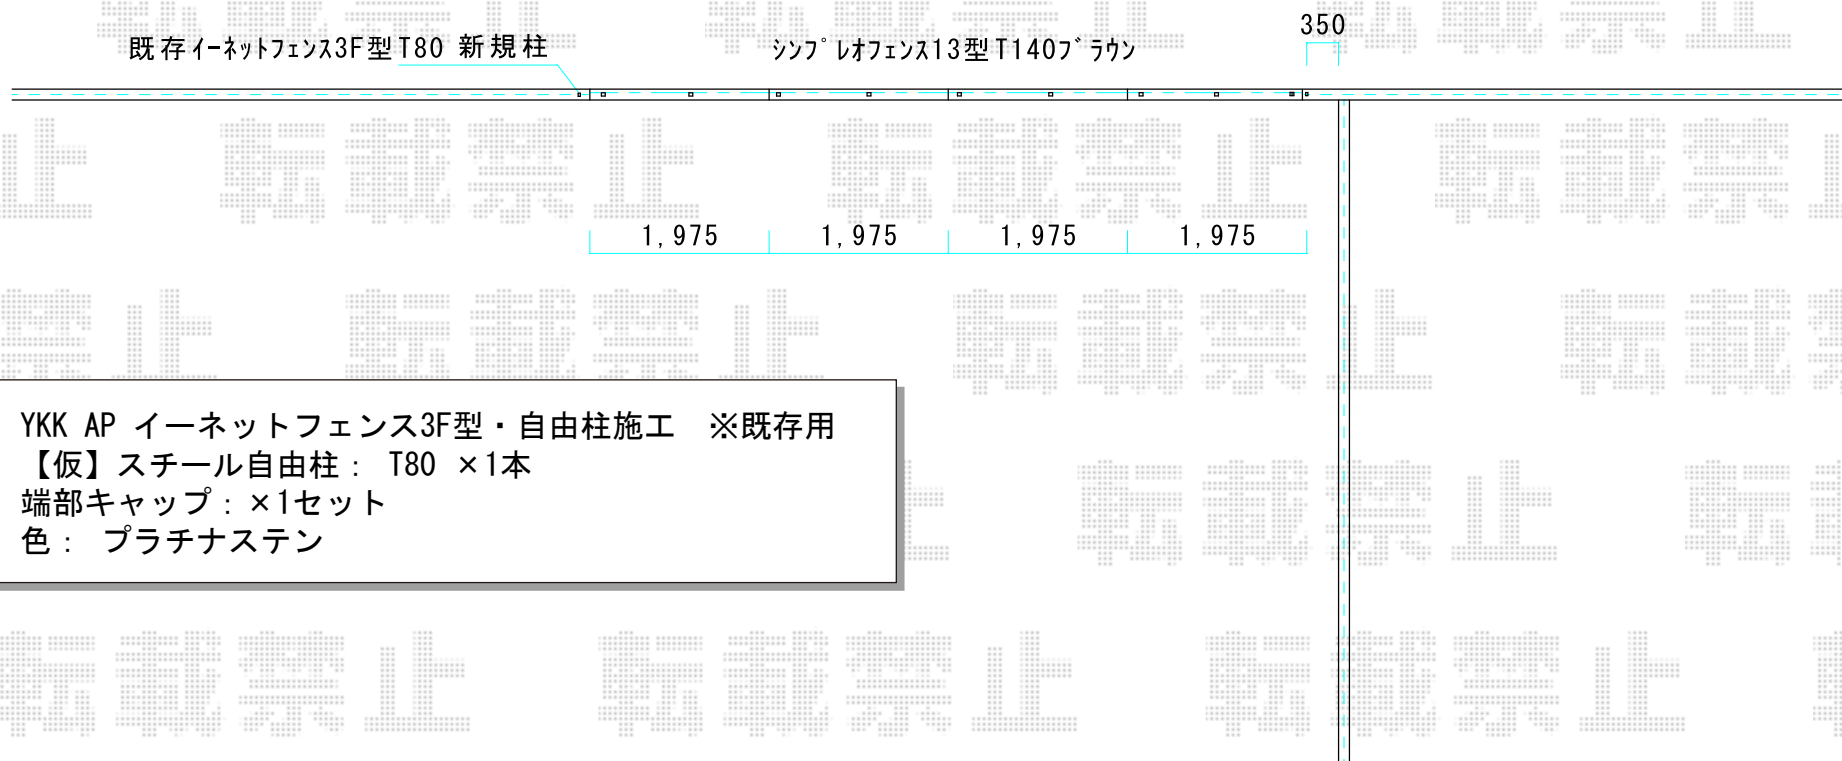 350
既存イーネットフェンス3F型T80 新規柱
シンプレオフェンス13型T140ブラウン
転載禁止
1,975 1,975 1,975 1,975
YKK AP イーネットフェンス3F型・自由柱施工　※既存用
【仮】スチール自由柱： T80 ×1本
端部キャップ：×1セット
色： プラチナステン